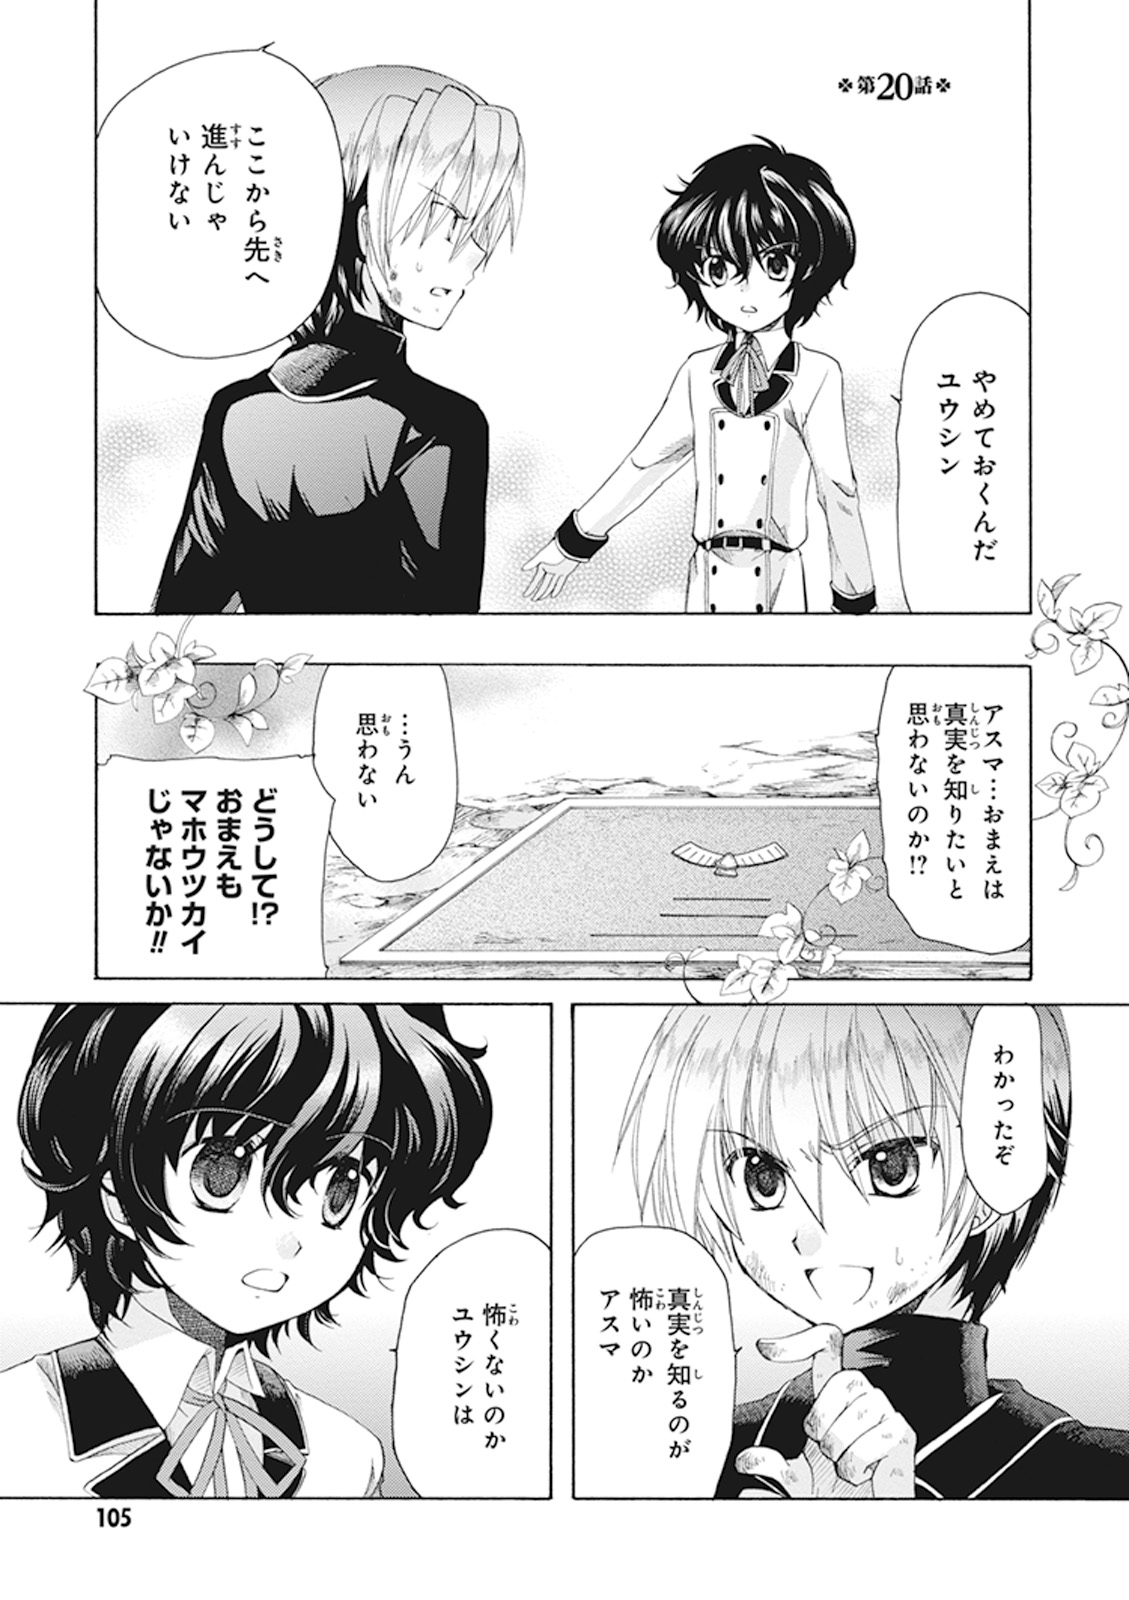 第20話
やめておくんだ
ユウシン
ここから先へ
進んじゃ
いけない
アスマ…おまえは
真実を知りたいと
思わないのか!?
…うん
思わない
どうして!?
おまえも
マホウツカイ
じゃないか!!
わかったぞ
真実を知るのが
怖いのか
アスマ
怖くないのか
ユウシンは
105